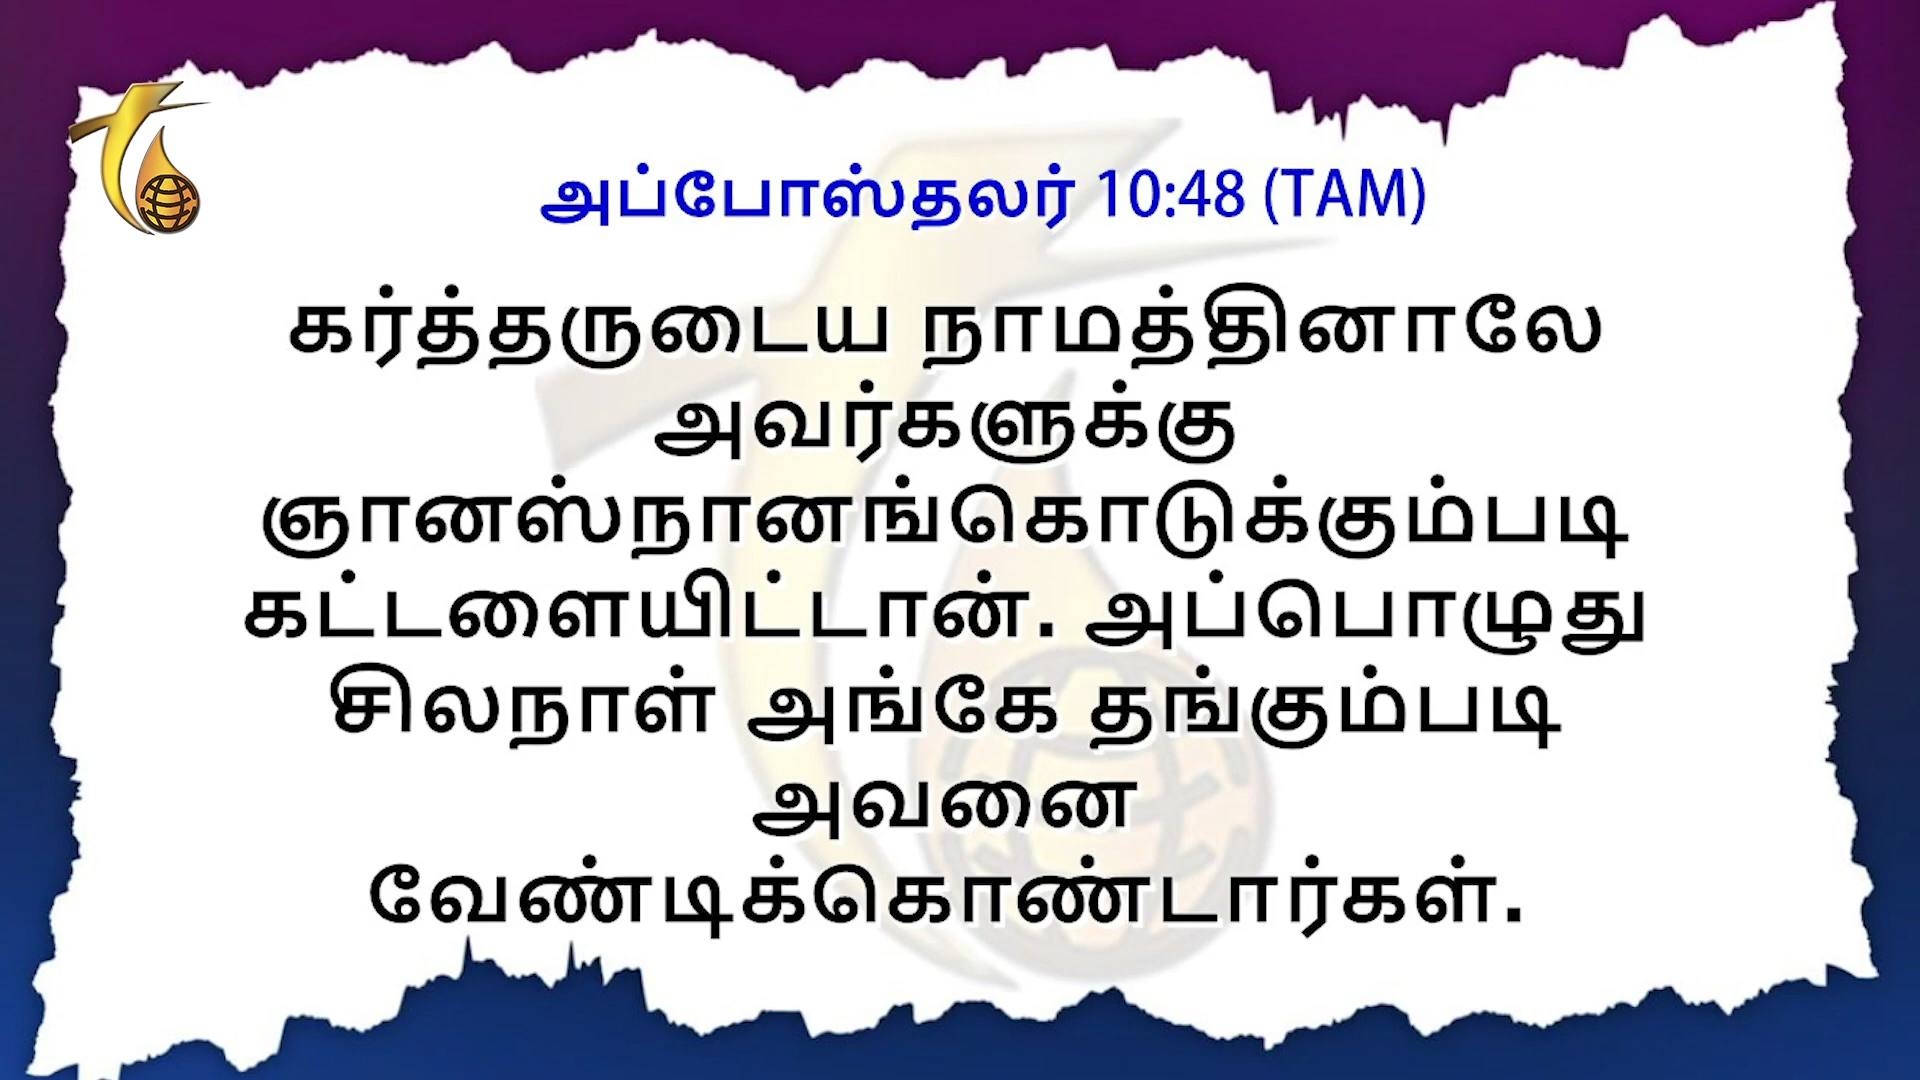 அப்போஸ்தலர் 10:48 (TAM)
கர்த்தருடைய நாமத்தினாலே
அவர்களுக்கு
ஞானஸ்நானங்கொடுக்கும்படி
கட்டளையிட்டான். அப்பொழுது
சிலநாள் அங்கே தங்கும்படி
அவனை
வேண்டிக்கொண்டார்கள்.